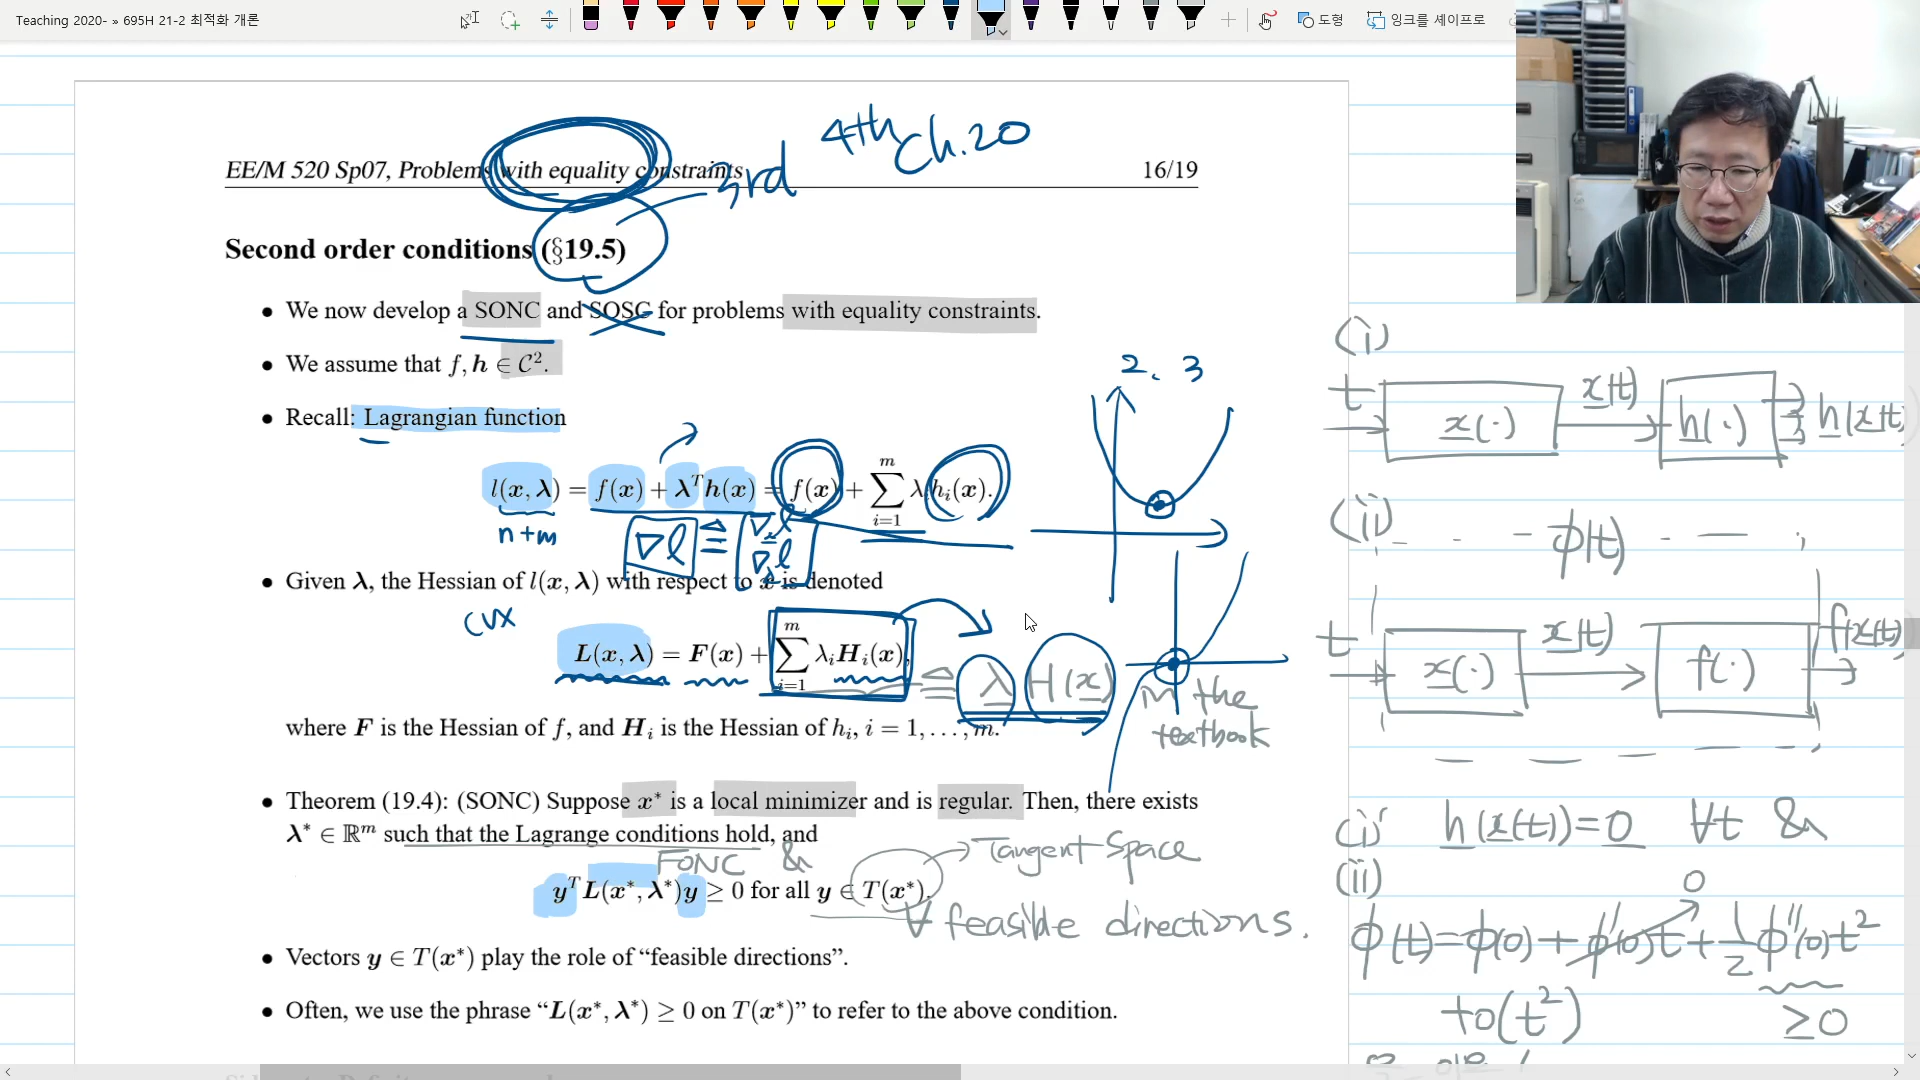 Teaching 2020- » 695H 21-2 최적화 개론
도형
잉크를 셰이프로
4th Ch.20
3rd
EE/M 520 Sp07, Problems with equality constraints 16/19
Second order conditions (§19.5)
• We now develop a SONC and SOSC for problems with equality constraints.
• We assume that f, h ∈ C².
• Recall: Lagrangian function
l(x, λ) = f(x) + λᵀh(x) = f(x) + ∑ᵢ₌₁ᵐ λᵢhᵢ(x).
n+m
∇l ≜ [∇ₓl ∇λl]
2, 3
• Given λ, the Hessian of l(x, λ) with respect to x is denoted
CVX
L(x, λ) = F(x) + ∑ᵢ₌₁ᵐ λᵢHᵢ(x),
≜ λ H(x) in the textbook
where F is the Hessian of f, and Hᵢ is the Hessian of hᵢ, i = 1, . . . , m.
• Theorem (19.4): (SONC) Suppose x* is a local minimizer and is regular. Then, there exists
λ* ∈ ℝᵐ such that the Lagrange conditions hold, and
FONC &
→ Tangent Space
yᵀL(x*, λ*)y ≥ 0 for all y ∈ T(x*).
∀ feasible directions.
• Vectors y ∈ T(x*) play the role of “feasible directions”.
• Often, we use the phrase “L(x*, λ*) ≥ 0 on T(x*)” to refer to the above condition.
(i)
t x(·) x(t) h(·) h(x(t))
(ii)
φ(t)
t x(·) x(t) f(·) f(x(t))
(i)' h(x(t))=0 ∀t &
(ii)
0
φ(t)=φ(0)+φ'(0)t+½φ''(0)t²
+o(t²) ≥0